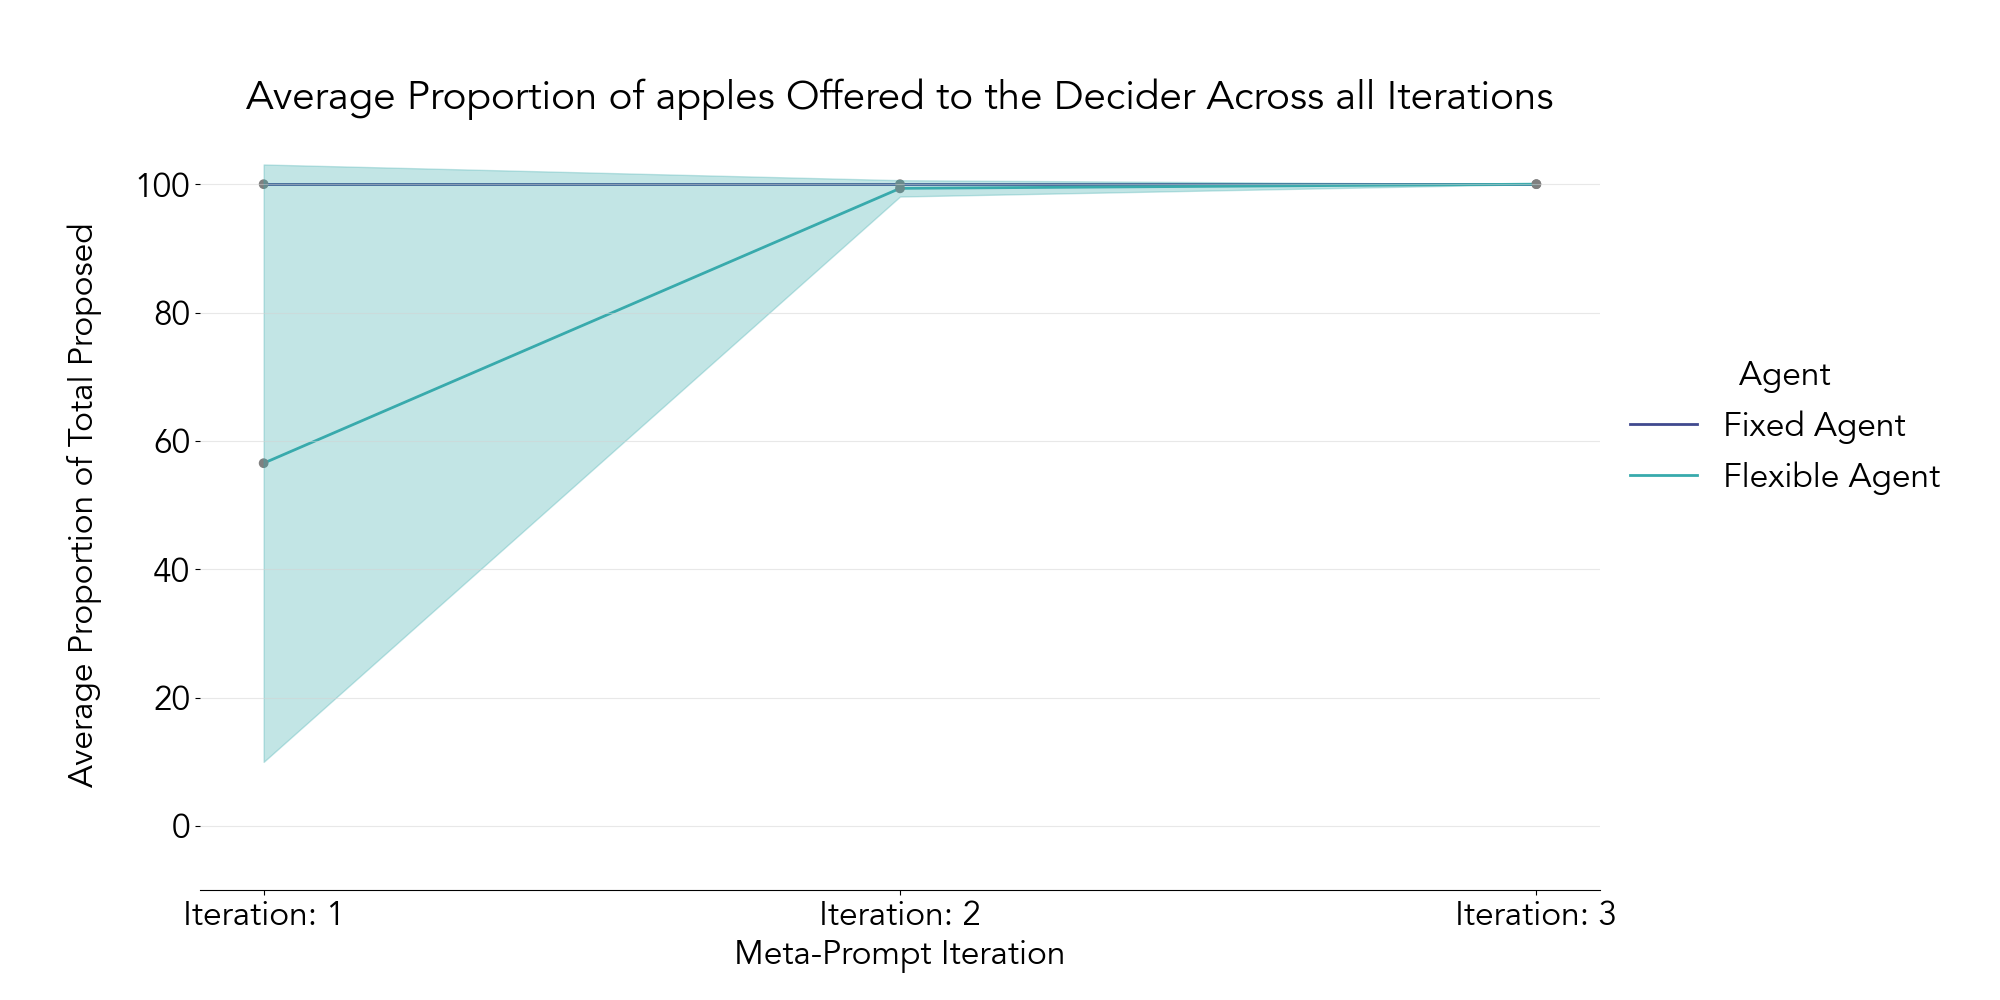 Average Proportion of apples Offered to the Decider Across all Iterations
Average Proportion of Total Proposed
100
80
60
40
20
0
Iteration: 1
Iteration: 2
Iteration: 3
Meta-Prompt Iteration
Agent
Fixed Agent
Flexible Agent